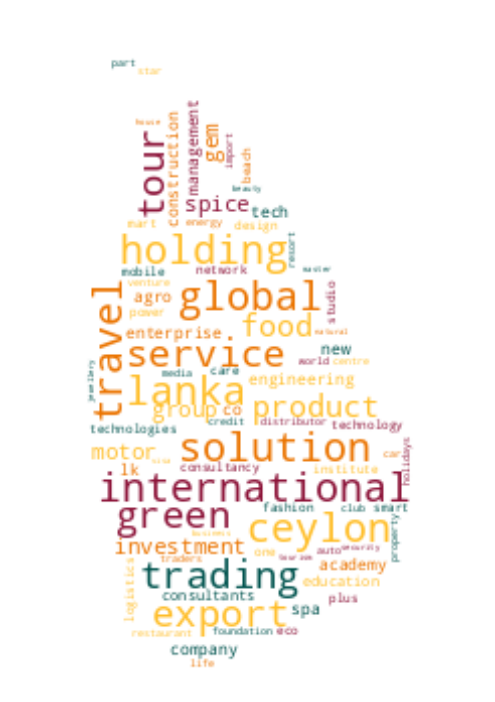 part
star
house
tour
construction
management
gem
import
beach
beauty
spice
tech
mart
energy
design
holding
resort
mobile
network
master
venture
travel
agro
global
studio
power
food
enterprise
natural
service
new
world
centre
jewellery
media
care
lanka
engineering
group
co
product
technologies
credit
distributor
technology
motor
solution
car
holidays
lk
consultancy
institute
international
green
fashion
club
smart
ceylon
property
business
investment
one
auto
security
traders
tourism
academy
trading
education
logistics
consultants
plus
export
spa
restaurant
foundation
eco
company
life